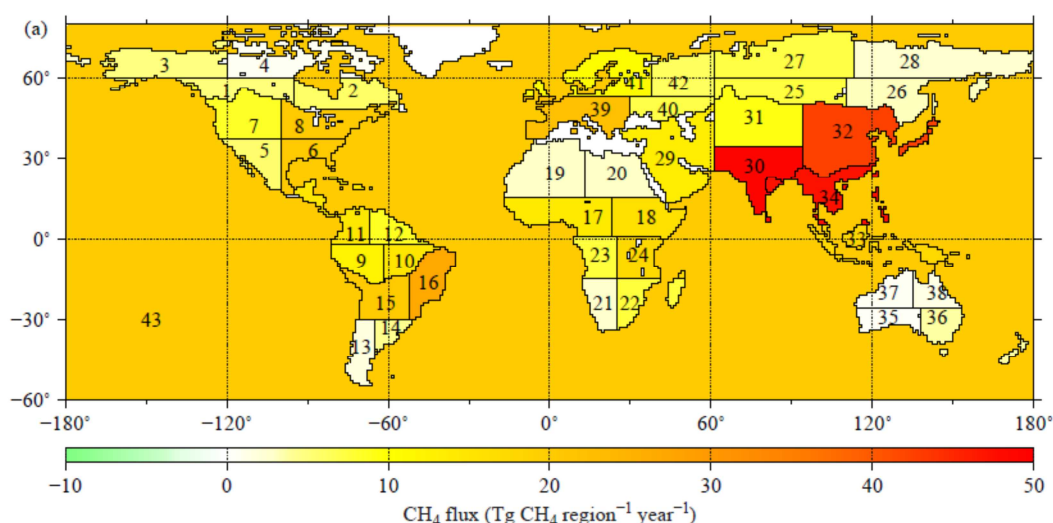 (a)
3 4 27 28
60°
1 2 41 42 25 26
7 8 39 40 31 32
30°
5 6 19 20 29 30 34
17 18
0°
11 12 23 24 33
9 10
43 15 16 21 22 37 38
−30°
13 14 35 36
−60°
−180° −120° −60° 0° 60° 120° 180°
−10 0 10 20 30 40 50
CH₄ flux (Tg CH₄ region⁻¹ year⁻¹)